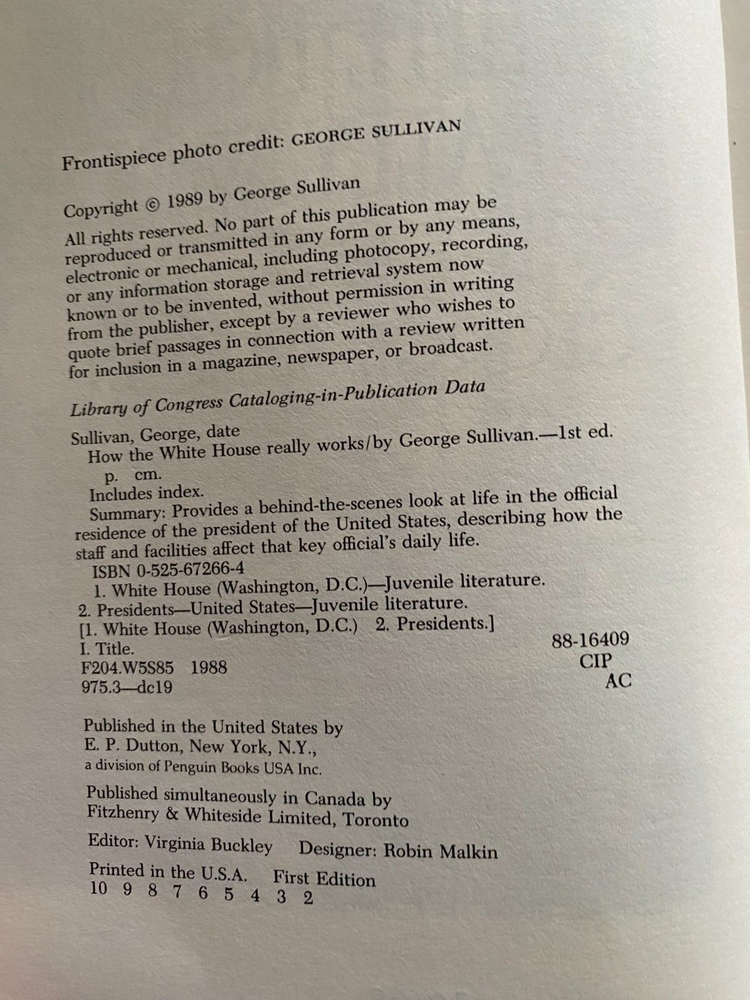 Frontispiece photo credit: GEORGE SULLIVAN
Copyright © 1989 by George Sullivan
All rights reserved. No part of this publication may be
reproduced or transmitted in any form or by any means,
electronic or mechanical, including photocopy, recording,
or any information storage and retrieval system now
known or to be invented, without permission in writing
from the publisher, except by a reviewer who wishes to
quote brief passages in connection with a review written
for inclusion in a magazine, newspaper, or broadcast.
Library of Congress Cataloging-in-Publication Data
Sullivan, George, date
How the White House really works/by George Sullivan.—1st ed.
p. cm.
Includes index.
Summary: Provides a behind-the-scenes look at life in the official
residence of the president of the United States, describing how the
staff and facilities affect that key official's daily life.
ISBN 0-525-67266-4
1. White House (Washington, D.C.)—Juvenile literature.
2. Presidents—United States—Juvenile literature.
[1. White House (Washington, D.C.) 2. Presidents.]
I. Title.
F204.W5S85 1988 88-16409
975.3—dc19 CIP
AC
Published in the United States by
E. P. Dutton, New York, N.Y.,
a division of Penguin Books USA Inc.
Published simultaneously in Canada by
Fitzhenry & Whiteside Limited, Toronto
Editor: Virginia Buckley Designer: Robin Malkin
Printed in the U.S.A. First Edition
10 9 8 7 6 5 4 3 2